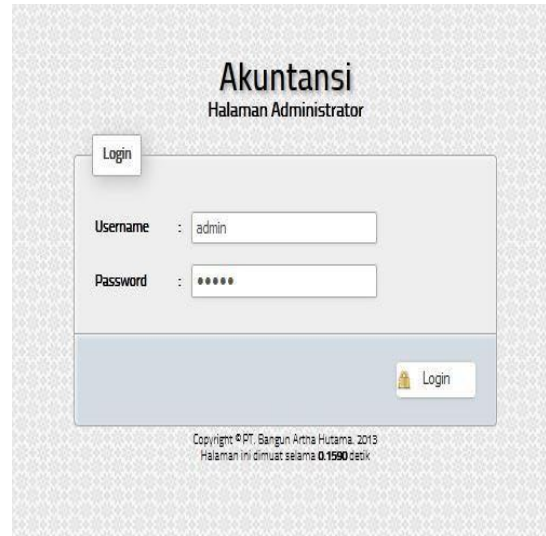 Akuntansi
Halaman Administrator
Login
Username : admin
Password : •••••
Login
Copyright © PT. Bangun Artha Hutama. 2013
Halaman ini dimuat selama 0.1590 detik